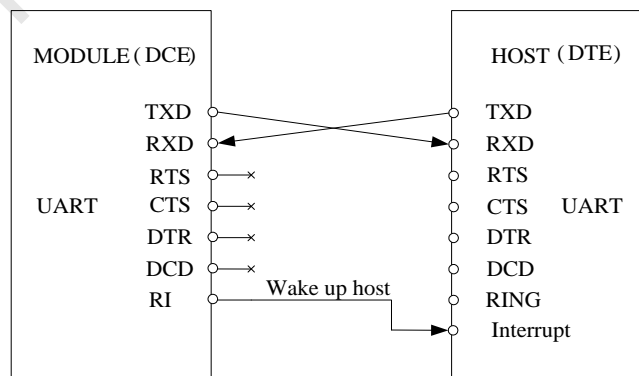 MODULE (DCE)
HOST (DTE)
TXD
TXD
RXD
RXD
RTS
RTS
UART
CTS
CTS
UART
DTR
DTR
DCD
DCD
RI
Wake up host
RING
Interrupt